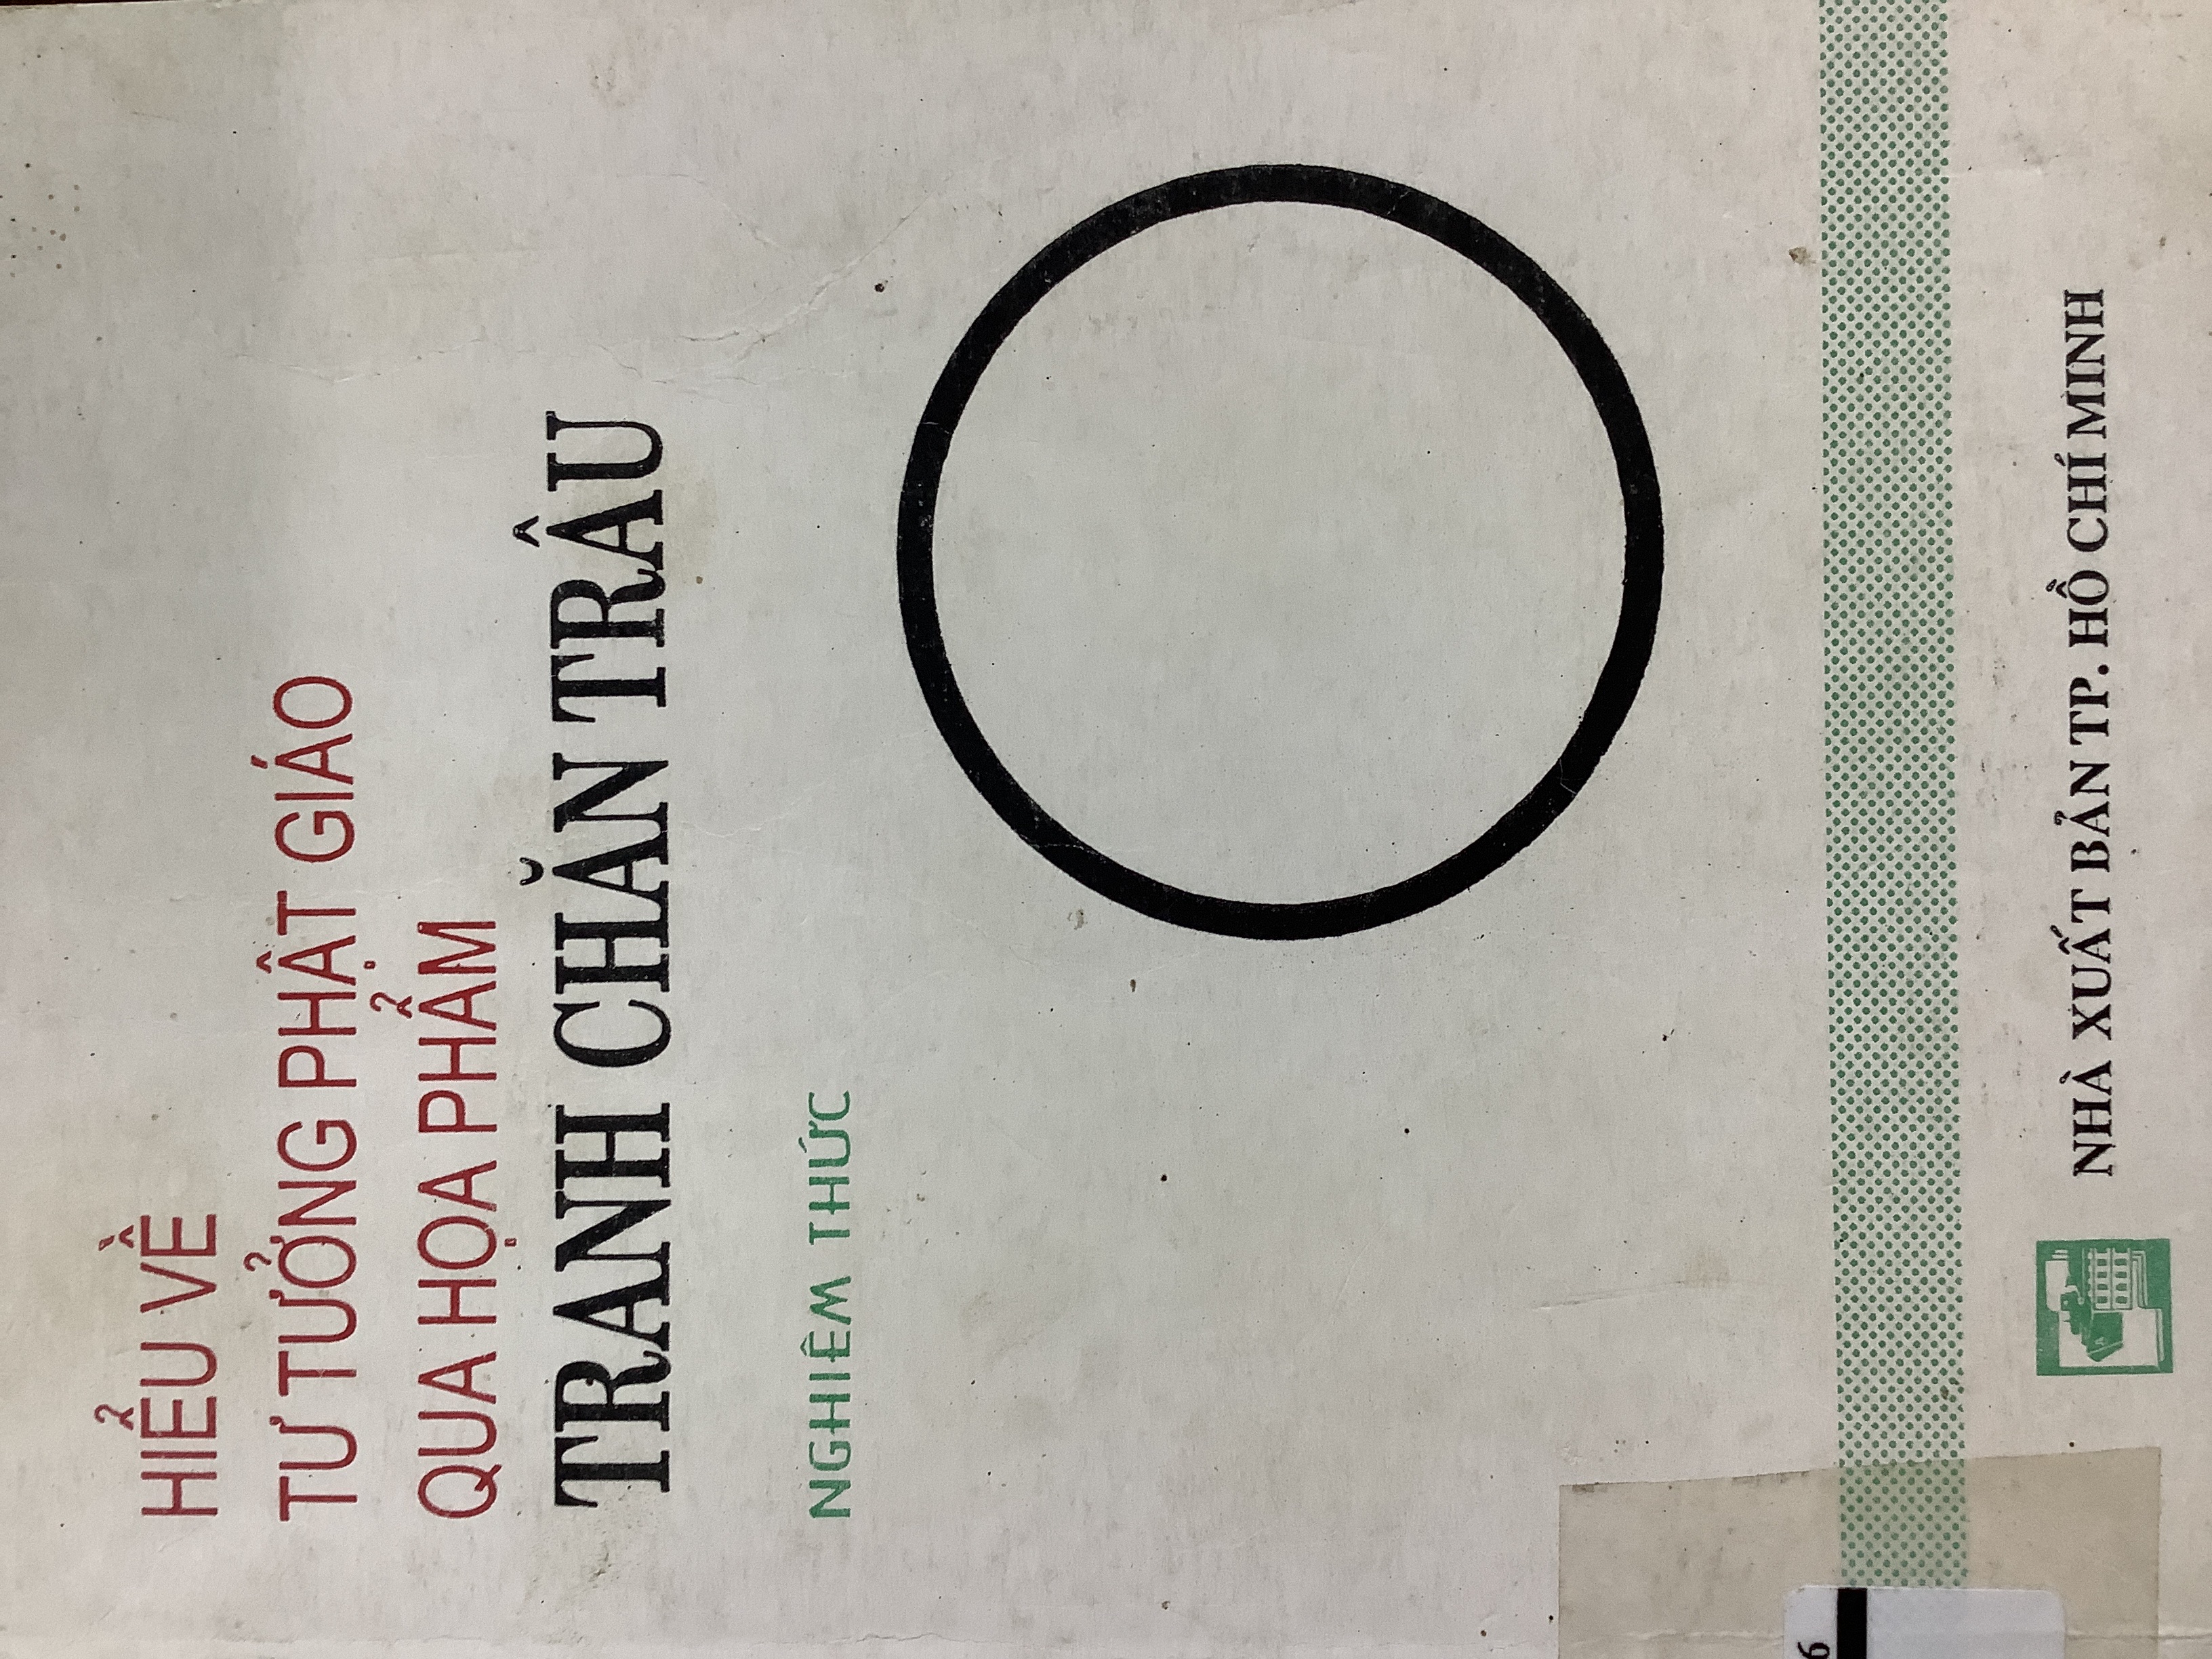 HIỂU VỀ
TƯ TƯỞNG PHẬT GIÁO
QUA HỌA PHẨM
TRANH CHĂN TRÂU
NGHIÊM THỨC
NHÀ XUẤT BẢN TP. HỒ CHÍ MINH
6